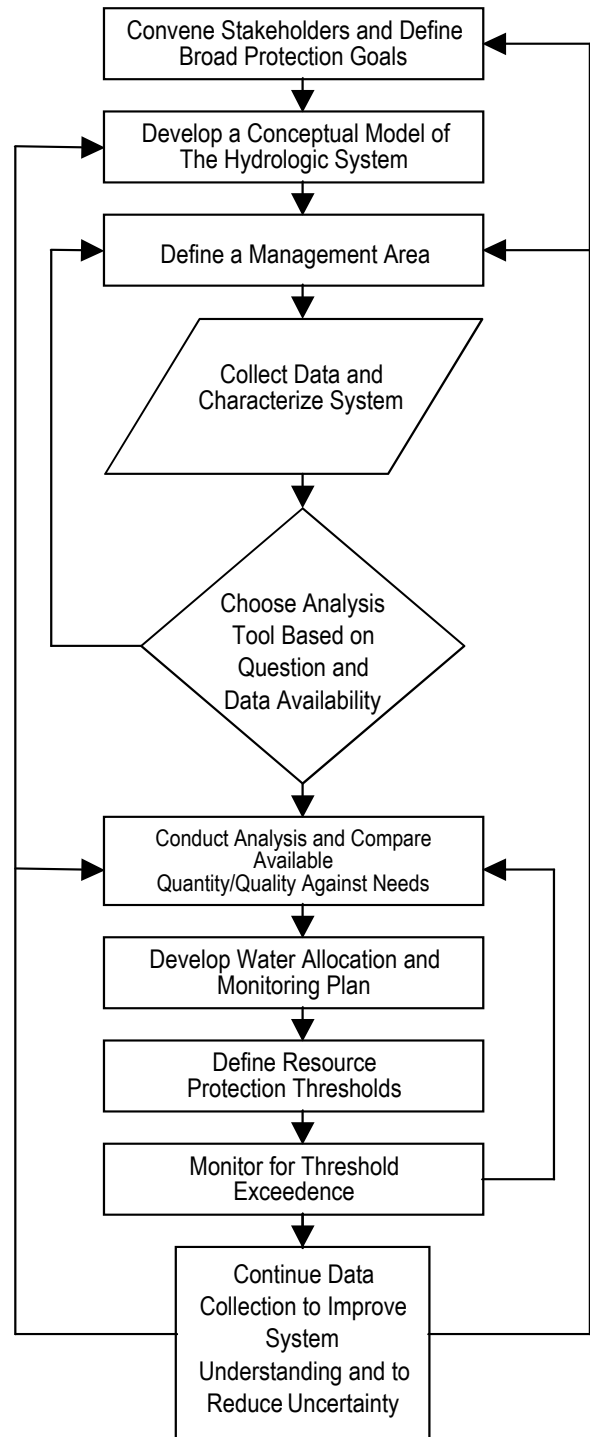 Convene Stakeholders and Define
Broad Protection Goals
Develop a Conceptual Model of
The Hydrologic System
Define a Management Area
Collect Data and
Characterize System
Choose Analysis
Tool Based on
Question and
Data Availability
Conduct Analysis and Compare
Available
Quantity/Quality Against Needs
Develop Water Allocation and
Monitoring Plan
Define Resource
Protection Thresholds
Monitor for Threshold
Exceedence
Continue Data
Collection to Improve
System
Understanding and to
Reduce Uncertainty